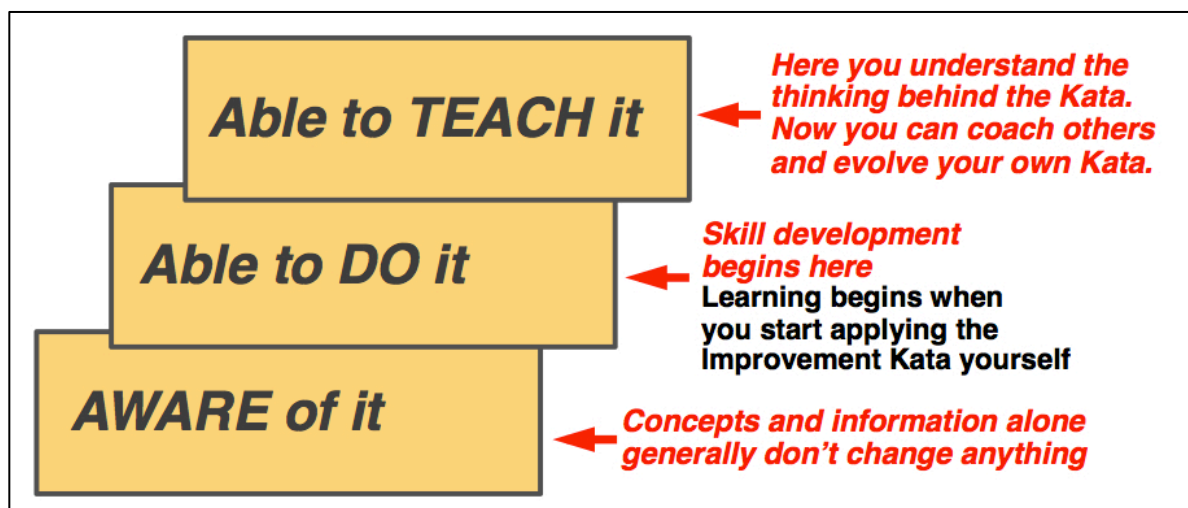 Able to TEACH it
Here you understand the
thinking behind the Kata.
Now you can coach others
and evolve your own Kata.
Able to DO it
Skill development
begins here
Learning begins when
you start applying the
Improvement Kata yourself
AWARE of it
Concepts and information alone
generally don’t change anything